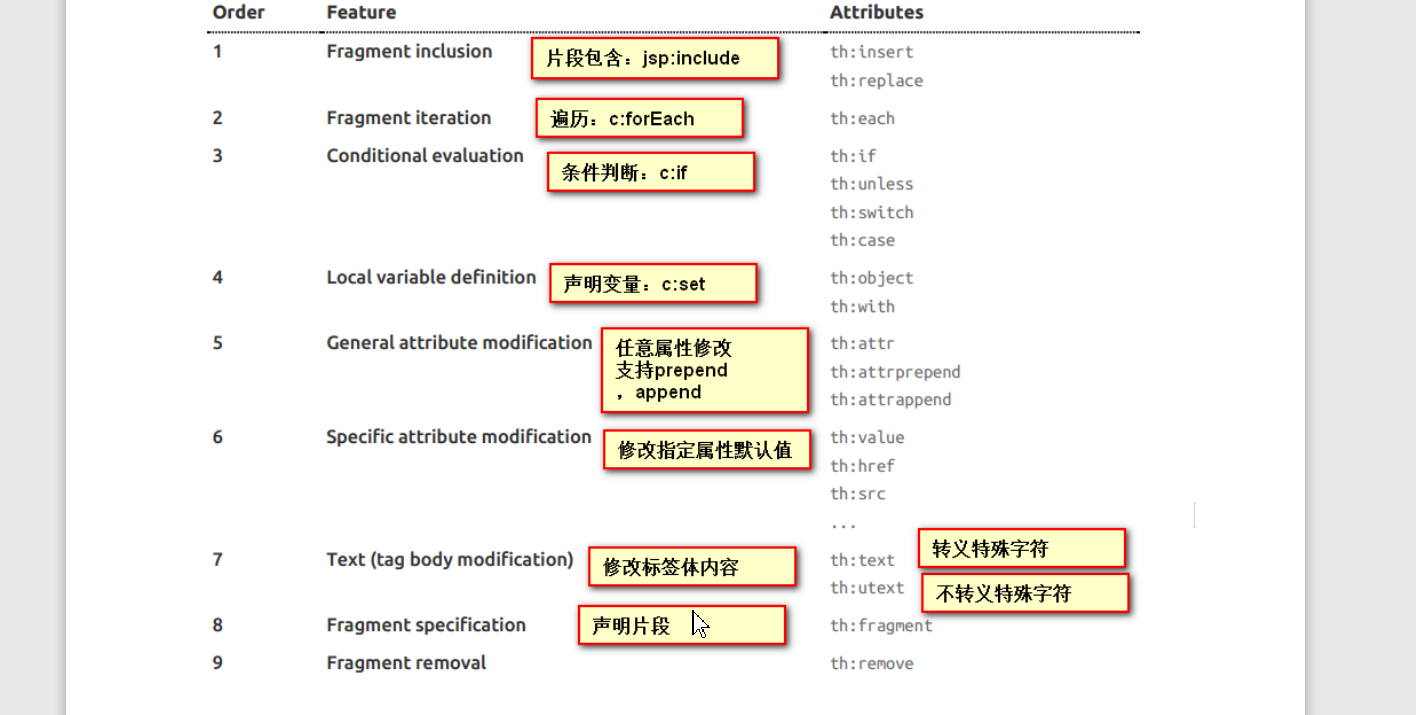 Order Feature Attributes
1 Fragment inclusion 片段包含：jsp:include th:insert
th:replace
2 Fragment iteration 遍历：c:forEach th:each
3 Conditional evaluation 条件判断：c:if th:if
th:unless
th:switch
th:case
4 Local variable definition 声明变量：c:set th:object
th:with
5 General attribute modification 任意属性修改 th:attr
支持prepend th:attrprepend
，append th:attrappend
6 Specific attribute modification 修改指定属性默认值 th:value
th:href
th:src
...
7 Text (tag body modification) 修改标签体内容 th:text 转义特殊字符
th:utext 不转义特殊字符
8 Fragment specification 声明片段 th:fragment
9 Fragment removal th:remove